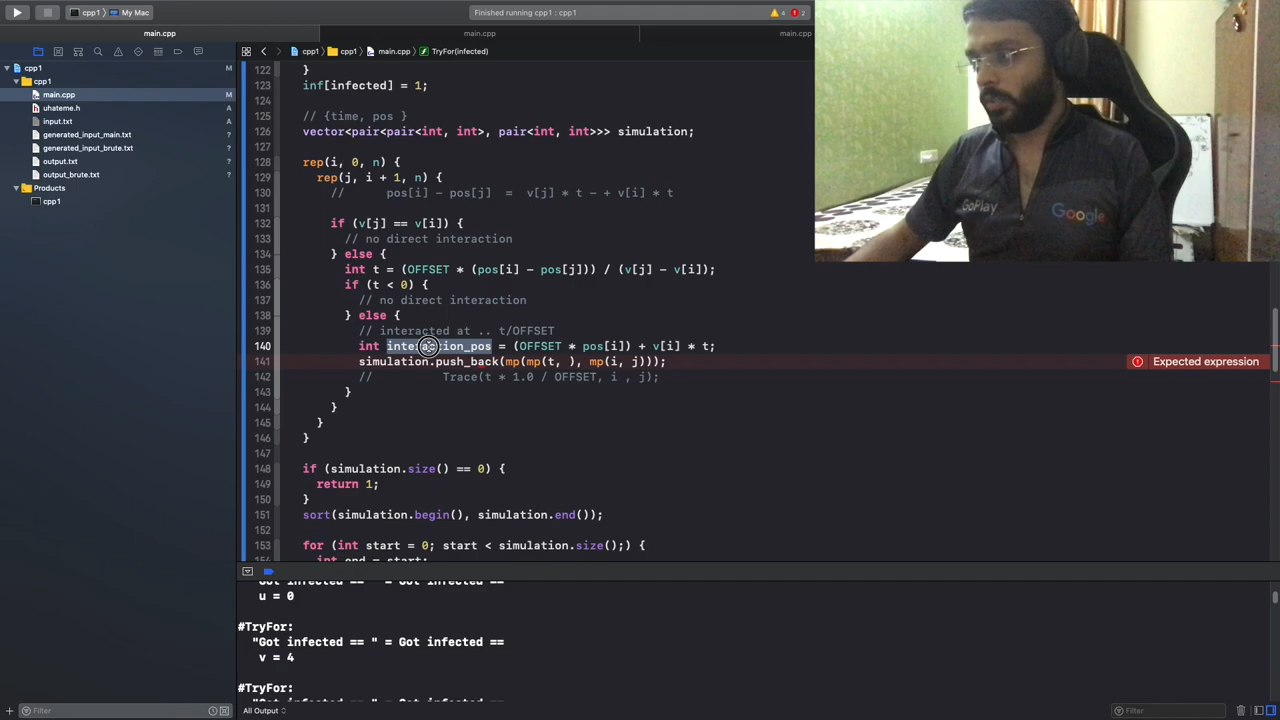 cpp1 › My Mac
Finished running cpp1 : cpp1
4
2
main.cpp
main.cpp
main.cpp
cpp1
M
cpp1
main.cpp
M
uhateme.h
A
input.txt
A
generated_input_main.txt
?
generated_input_brute.txt
?
output.txt
?
output_brute.txt
?
Products
cpp1
Filter
cpp1 › cpp1 › main.cpp › TryFor(infected)
122 }
123 inf[infected] = 1;
124
125 // {time, pos }
126 vector<pair<pair<int, int>, pair<int, int>>> simulation;
127
128 rep(i, 0, n) {
129 rep(j, i + 1, n) {
130 // pos[i] - pos[j] = v[j] * t - + v[i] * t
131
132 if (v[j] == v[i]) {
133 // no direct interaction
134 } else {
135 int t = (OFFSET * (pos[i] - pos[j])) / (v[j] - v[i]);
136 if (t < 0) {
137 // no direct interaction
138 } else {
139 // interacted at .. t/OFFSET
140 int interaction_pos = (OFFSET * pos[i]) + v[i] * t;
141 simulation.push_back(mp(mp(t, ), mp(i, j)));
Expected expression
142 // Trace(t * 1.0 / OFFSET, i , j);
143 }
144 }
145 }
146 }
147
148 if (simulation.size() == 0) {
149 return 1;
150 }
151 sort(simulation.begin(), simulation.end());
152
153 for (int start = 0; start < simulation.size();) {
154 int end = start;
GoPlay
Google
"Got infected == " = Got infected ==
u = 0
#TryFor:
"Got infected == " = Got infected ==
v = 4
#TryFor:
"Got infected == " = Got infected ==
All Output
Filter